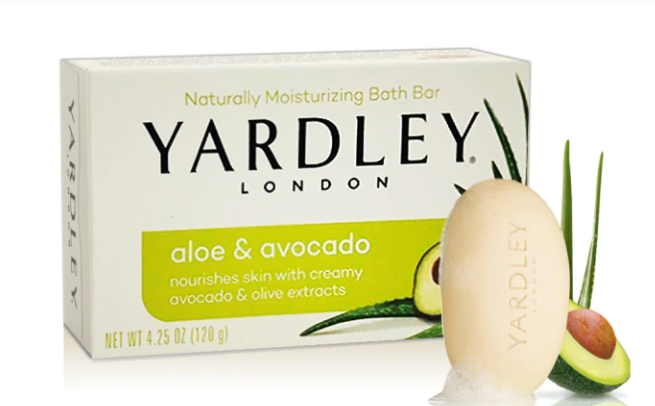 Naturally Moisturizing Bath Bar
YARDLEY®
LONDON
aloe & avocado
nourishes skin with creamy
avocado & olive extracts
NET WT 4.25 OZ (120 g)
YARDLEY
LONDON
YARDLEY
LONDON